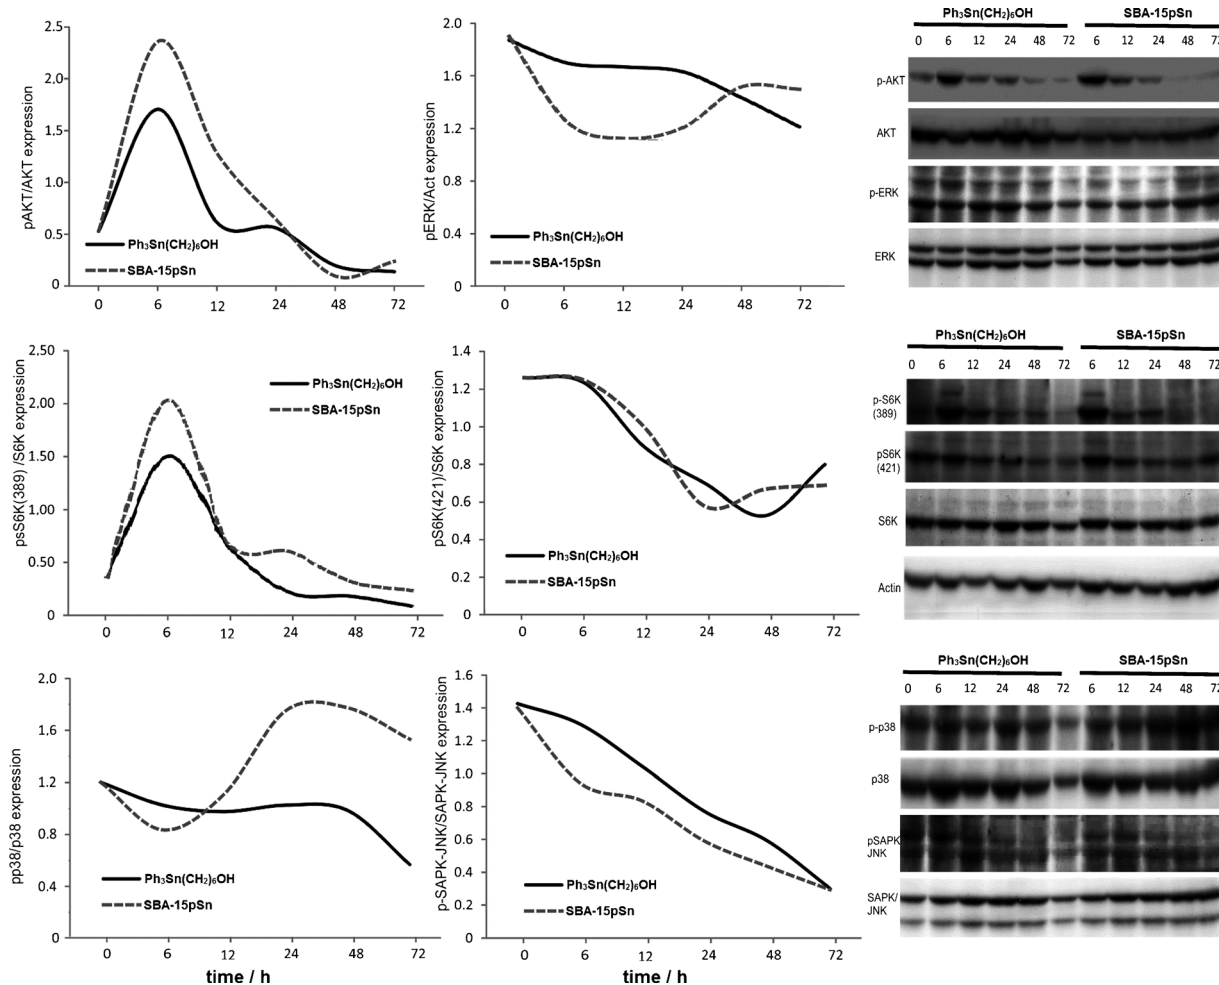 pAKT/AKT expression
2.5
2.0
1.5
1.0
0.5
0
Ph₃Sn(CH₂)₆OH
SBA-15pSn
0 6 12 24 48 72
pERK/Act expression
2.0
1.6
1.2
0.8
0.4
0
Ph₃Sn(CH₂)₆OH
SBA-15pSn
0 6 12 24 48 72
Ph₃Sn(CH₂)₆OH SBA-15pSn
0 6 12 24 48 72 6 12 24 48 72
p-AKT
AKT
p-ERK
ERK
psS6K(389) /S6K expression
2.50
2.00
1.50
1.00
0.50
0
Ph₃Sn(CH₂)₆OH
SBA-15pSn
0 6 12 24 48 72
pS6K(421)/S6K expression
1.4
1.2
1.0
0.8
0.6
0.4
0.2
0
Ph₃Sn(CH₂)₆OH
SBA-15pSn
0 6 12 24 48 72
Ph₃Sn(CH₂)₆OH SBA-15pSn
0 6 12 24 48 72 6 12 24 48 72
p-S6K
(389)
pS6K
(421)
S6K
Actin
pp38/p38 expression
2.0
1.6
1.2
0.8
0.4
0
Ph₃Sn(CH₂)₆OH
SBA-15pSn
0 6 12 24 48 72
time / h
p-SAPK-JNK/SAPK-JNK expression
1.6
1.4
1.2
1.0
0.8
0.6
0.4
0.2
0
Ph₃Sn(CH₂)₆OH
SBA-15pSn
0 6 12 24 48 72
time / h
Ph₃Sn(CH₂)₆OH SBA-15pSn
0 6 12 24 48 72 6 12 24 48 72
p-p38
p38
pSAPK
JNK
SAPK/
JNK